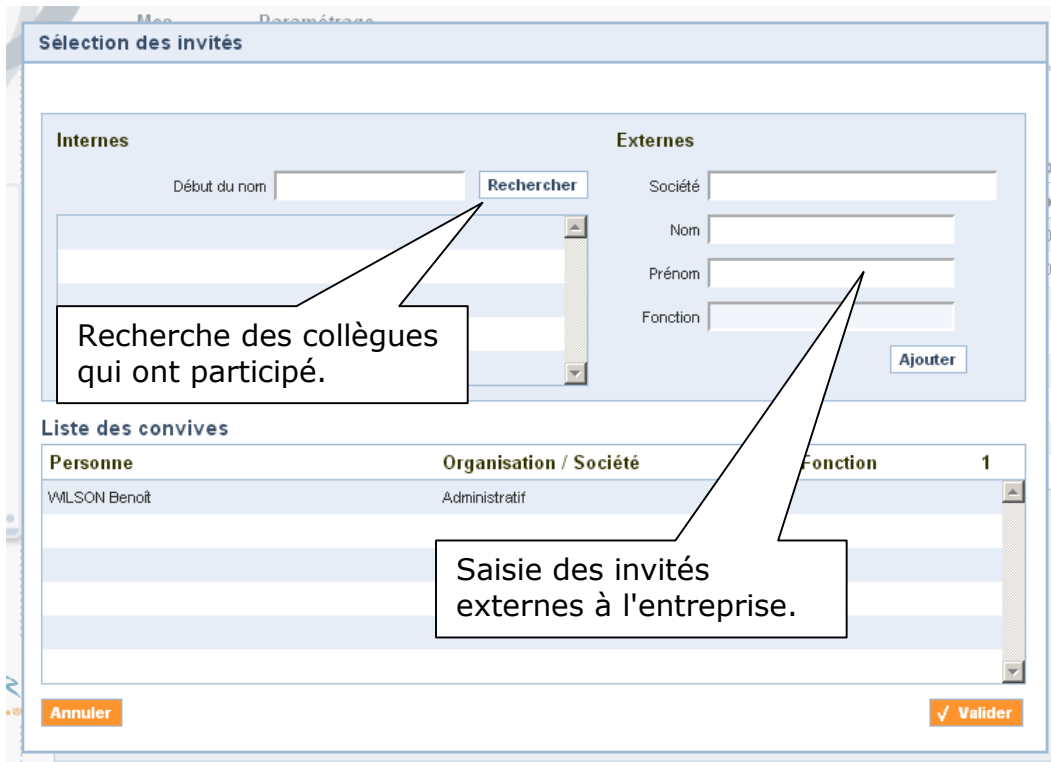 Mes Paramétrage
Sélection des invités
Internes
Externes
Début du nom
Rechercher
Société
Nom
Prénom
Fonction
Ajouter
Recherche des collègues
qui ont participé.
Liste des convives
Personne Organisation / Société Fonction 1
WILSON Benoît Administratif
Saisie des invités
externes à l'entreprise.
Annuler
√ Valider